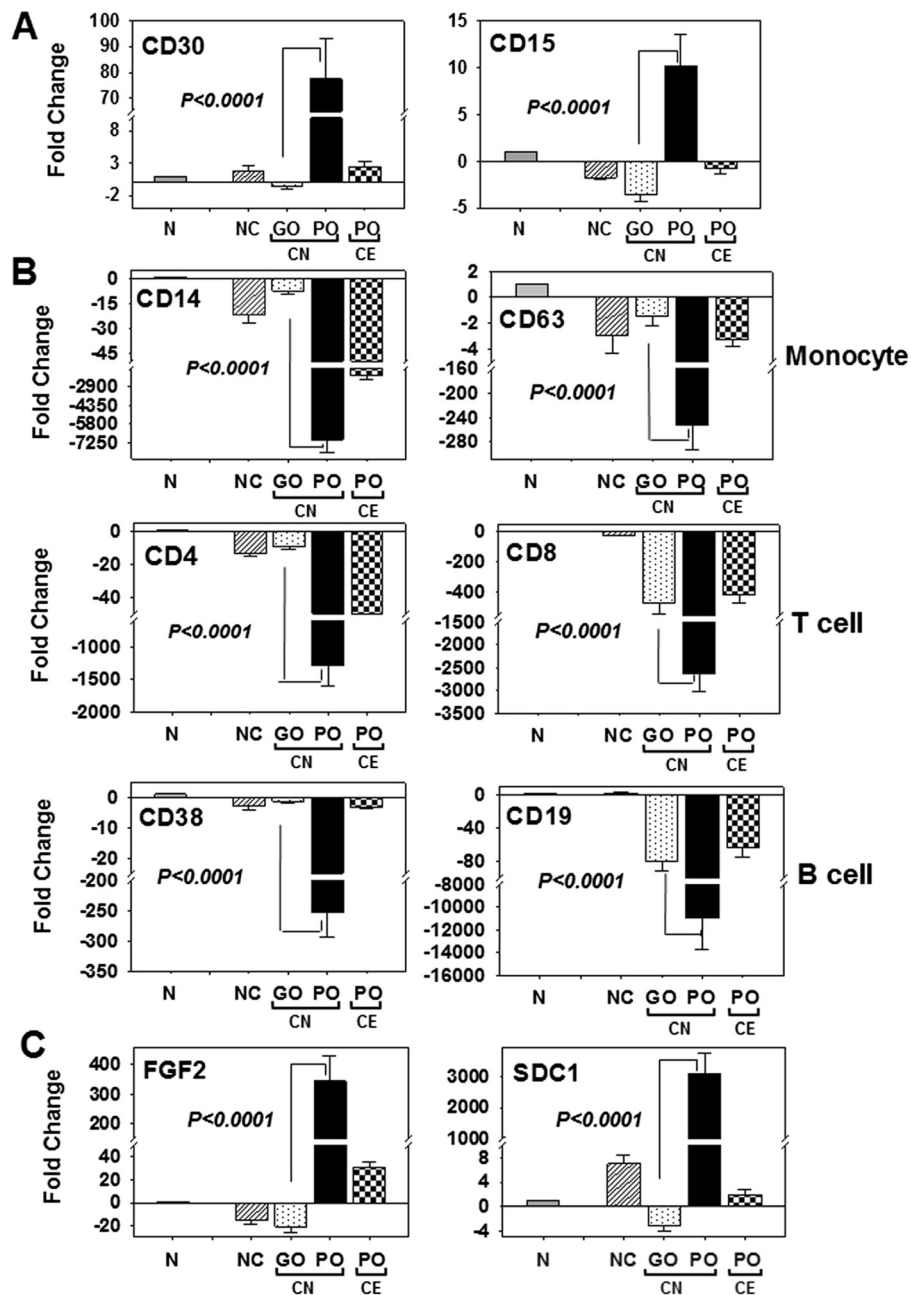 A
Fold Change
CD30
100
90
80
70
8
3
-2
P<0.0001
N NC GO PO PO
CN CE
CD15
15
10
5
0
-5
P<0.0001
N NC GO PO PO
CN CE
B
Fold Change
CD14
0
-15
-30
-45
-2900
-4350
-5800
-7250
P<0.0001
N NC GO PO PO
CN CE
CD63
2
0
-2
-4
-160
-200
-240
-280
P<0.0001
N NC GO PO PO
CN CE
Monocyte
Fold Change
CD4
0
-20
-40
-1000
-1500
-2000
P<0.0001
N NC GO PO PO
CN CE
CD8
0
-200
-400
-1500
-2000
-2500
-3000
-3500
P<0.0001
N NC GO PO PO
CN CE
T cell
Fold Change
CD38
0
-10
-20
-200
-250
-300
-350
P<0.0001
N NC GO PO PO
CN CE
CD19
0
-40
-80
-8000
-10000
-12000
-14000
-16000
P<0.0001
N NC GO PO PO
CN CE
B cell
C
Fold Change
FGF2
400
300
200
100
40
20
0
-20
P<0.0001
N NC GO PO PO
CN CE
SDC1
3000
2000
1000
8
4
0
-4
P<0.0001
N NC GO PO PO
CN CE